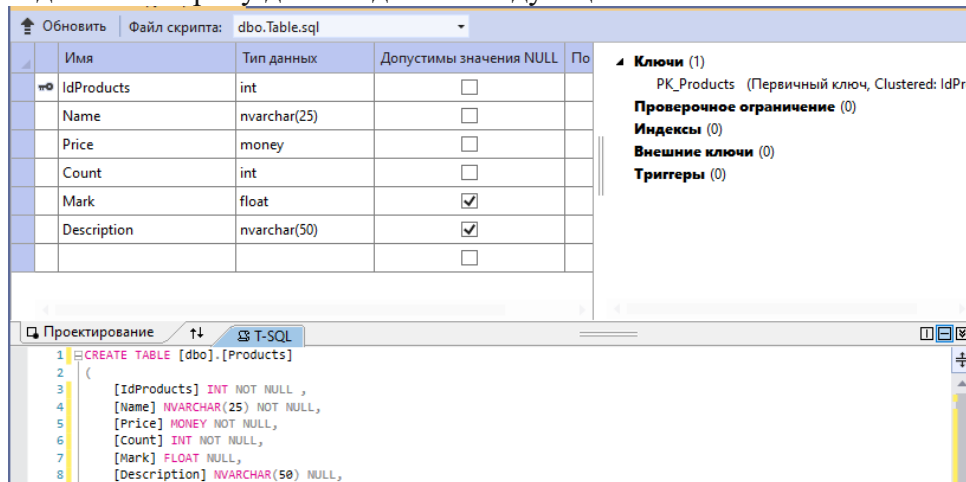 Обновить Файл скрипта: dbo.Table.sql
Имя Тип данных Допустимы значения NULL По
IdProducts int
Name nvarchar(25)
Price money
Count int
Mark float
Description nvarchar(50)
Ключи (1)
PK_Products (Первичный ключ, Clustered: IdPr
Проверочное ограничение (0)
Индексы (0)
Внешние ключи (0)
Триггеры (0)
Проектирование T-SQL
1 CREATE TABLE [dbo].[Products]
2 (
3 [IdProducts] INT NOT NULL ,
4 [Name] NVARCHAR(25) NOT NULL,
5 [Price] MONEY NOT NULL,
6 [Count] INT NOT NULL,
7 [Mark] FLOAT NULL,
8 [Description] NVARCHAR(50) NULL,